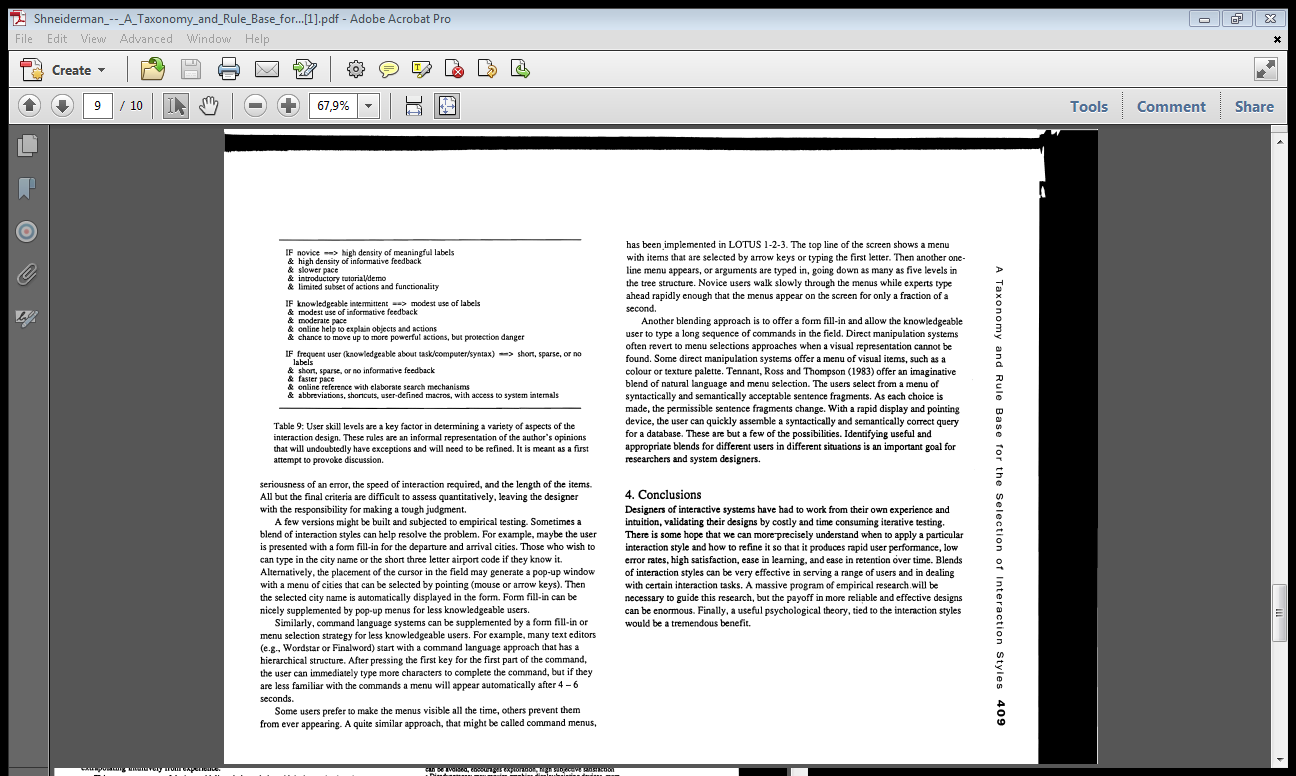 Shneiderman_--_A_Taxonomy_and_Rule_Base_for...[1].pdf - Adobe Acrobat Pro
File Edit View Advanced Window Help
Create
9 / 10 67,9% Tools Comment Share
IF novice ==> high density of meaningful labels
& high density of informative feedback
& slower pace
& introductory tutorial/demo
& limited subset of actions and functionality
IF knowledgeable intermittent ==> modest use of labels
& modest use of informative feedback
& moderate pace
& online help to explain objects and actions
& chance to move up to more powerful actions, but protection danger
IF frequent user (knowledgeable about task/computer/syntax) ==> short, sparse, or no
labels
& short, sparse, or no informative feedback
& faster pace
& online reference with elaborate search mechanisms
& abbreviations, shortcuts, user-defined macros, with access to system internals
Table 9: User skill levels are a key factor in determining a variety of aspects of the
interaction design. These rules are an informal representation of the author's opinions
that will undoubtedly have exceptions and will need to be refined. It is meant as a first
attempt to provoke discussion.
seriousness of an error, the speed of interaction required, and the length of the items.
All but the final criteria are difficult to assess quantitatively, leaving the designer
with the responsibility for making a tough judgment.
A few versions might be built and subjected to empirical testing. Sometimes a
blend of interaction styles can help resolve the problem. For example, maybe the user
is presented with a form fill-in for the departure and arrival cities. Those who wish to
can type in the city name or the short three letter airport code if they know it.
Alternatively, the placement of the cursor in the field may generate a pop-up window
with a menu of cities that can be selected by pointing (mouse or arrow keys). Then
the selected city name is automatically displayed in the form. Form fill-in can be
nicely supplemented by pop-up menus for less knowledgeable users.
Similarly, command language systems can be supplemented by a form fill-in or
menu selection strategy for less knowledgeable users. For example, many text editors
(e.g., Wordstar or Finalword) start with a command language approach that has a
hierarchical structure. After pressing the first key for the first part of the command,
the user can immediately type more characters to complete the command, but if they
are less familiar with the commands a menu will appear automatically after 4 – 6
seconds.
Some users prefer to make the menus visible all the time, others prevent them
from ever appearing. A quite similar approach, that might be called command menus,
has been implemented in LOTUS 1-2-3. The top line of the screen shows a menu
with items that are selected by arrow keys or typing the first letter. Then another one-
line menu appears, or arguments are typed in, going down as many as five levels in
the tree structure. Novice users walk slowly through the menus while experts type
ahead rapidly enough that the menus appear on the screen for only a fraction of a
second.
Another blending approach is to offer a form fill-in and allow the knowledgeable
user to type a long sequence of commands in the field. Direct manipulation systems
often revert to menu selections approaches when a visual representation cannot be
found. Some direct manipulation systems offer a menu of visual items, such as a
colour or texture palette. Tennant, Ross and Thompson (1983) offer an imaginative
blend of natural language and menu selection. The users select from a menu of
syntactically and semantically acceptable sentence fragments. As each choice is
made, the permissible sentence fragments change. With a rapid display and pointing
device, the user can quickly assemble a syntactically and semantically correct query
for a database. These are but a few of the possibilities. Identifying useful and
appropriate blends for different users in different situations is an important goal for
researchers and system designers.
4. Conclusions
Designers of interactive systems have had to work from their own experience and
intuition, validating their designs by costly and time consuming iterative testing.
There is some hope that we can more precisely understand when to apply a particular
interaction style and how to refine it so that it produces rapid user performance, low
error rates, high satisfaction, ease in learning, and ease in retention over time. Blends
of interaction styles can be very effective in serving a range of users and in dealing
with certain interaction tasks. A massive program of empirical research will be
necessary to guide this research, but the payoff in more reliable and effective designs
can be enormous. Finally, a useful psychological theory, tied to the interaction styles
would be a tremendous benefit.
A Taxonomy and Rule Base for the Selection of Interaction Styles 409
extrapolating intuitively from experience.
can be avoided, encourages exploration, high subjective satisfaction